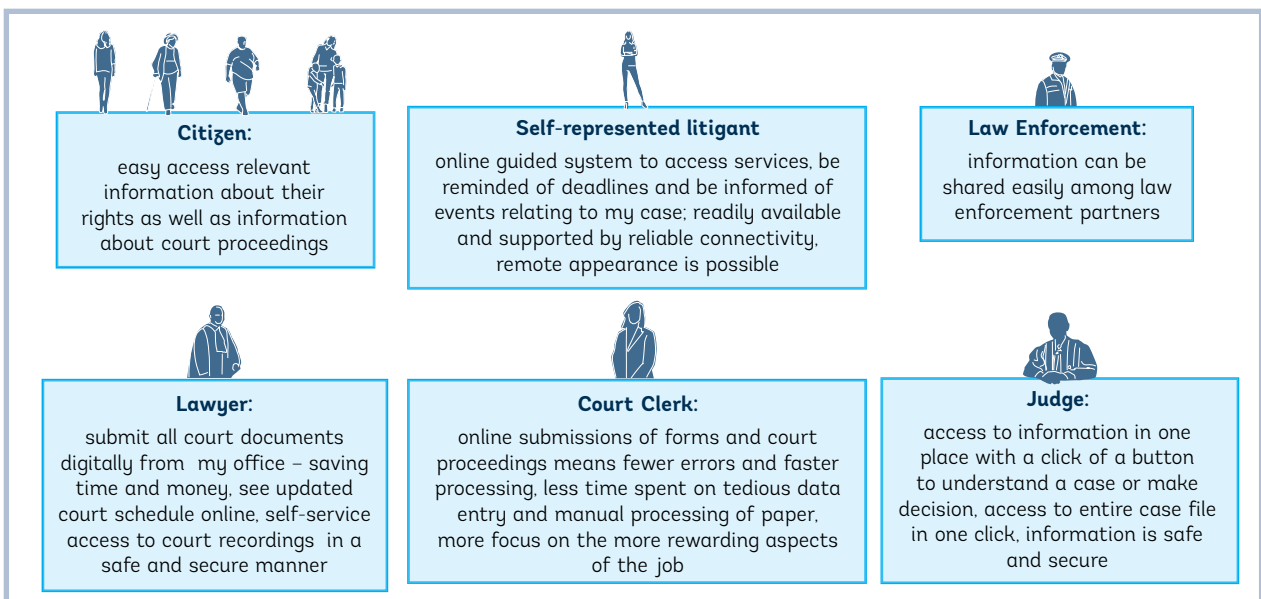 Citizen:
easy access relevant
information about their
rights as well as information
about court proceedings
Self-represented litigant
online guided system to access services, be
reminded of deadlines and be informed of
events relating to my case; readily available
and supported by reliable connectivity,
remote appearance is possible
Law Enforcement:
information can be
shared easily among law
enforcement partners
Lawyer:
submit all court documents
digitally from my office – saving
time and money, see updated
court schedule online, self-service
access to court recordings in a
safe and secure manner
Court Clerk:
online submissions of forms and court
proceedings means fewer errors and faster
processing, less time spent on tedious data
entry and manual processing of paper,
more focus on the more rewarding aspects
of the job
Judge:
access to information in one
place with a click of a button
to understand a case or make
decision, access to entire case file
in one click, information is safe
and secure